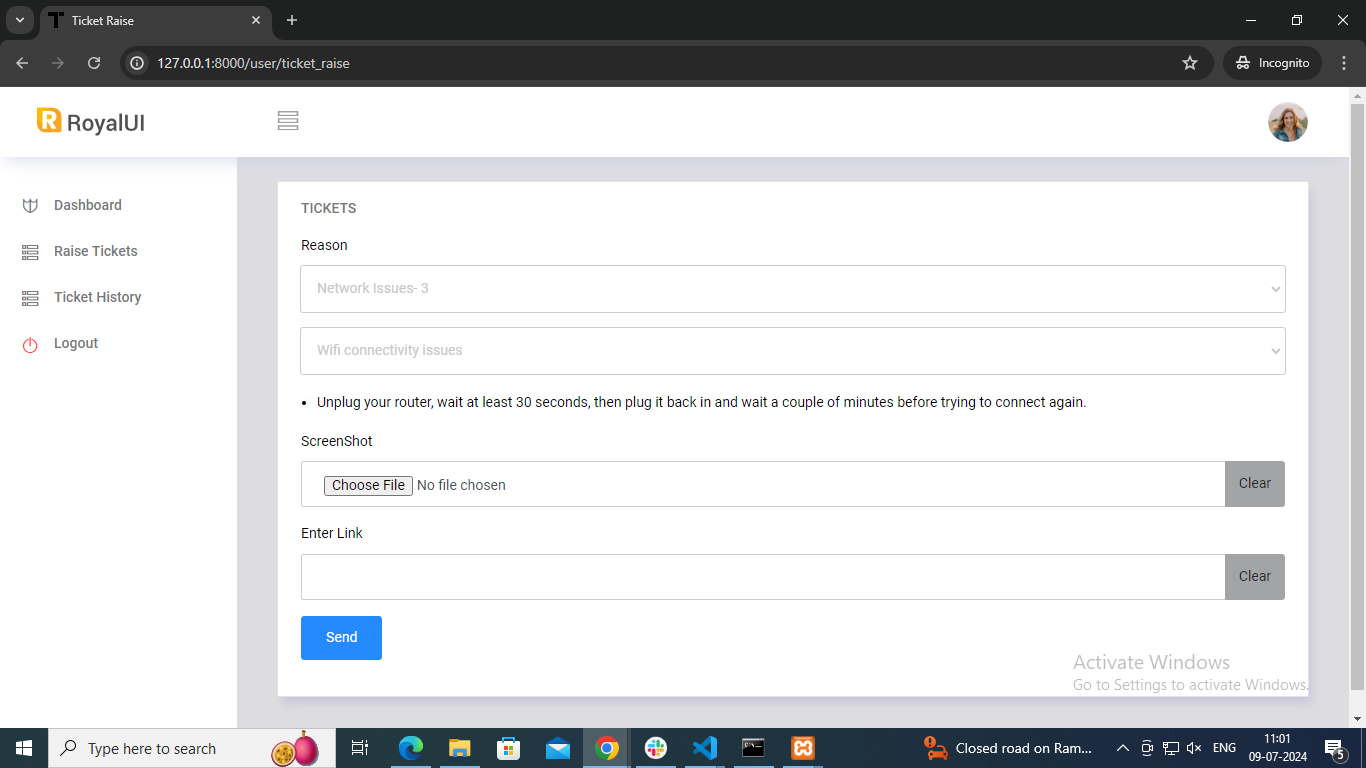 Ticket Raise
127.0.0.1:8000/user/ticket_raise
Incognito
R RoyalUI
Dashboard
Raise Tickets
Ticket History
Logout
TICKETS
Reason
Network Issues- 3
Wifi connectivity issues
• Unplug your router, wait at least 30 seconds, then plug it back in and wait a couple of minutes before trying to connect again.
ScreenShot
Choose File No file chosen
Clear
Enter Link
Clear
Send
Activate Windows
Go to Settings to activate Windows.
Type here to search
Closed road on Ram...
ENG
11:01
09-07-2024
5